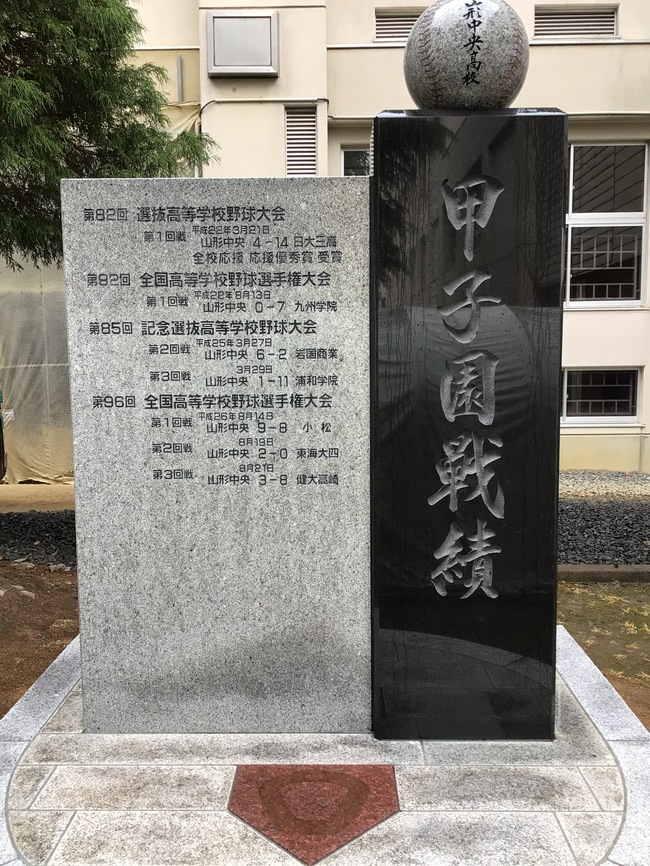 山形中央高校
甲子園戦績
第82回 選抜高等学校野球大会
平成22年3月21日
第1回戦 山形中央 4-14 日大三高
全校応援 応援優秀賞 受賞
第92回 全国高等学校野球選手権大会
平成22年8月13日
第1回戦 山形中央 0-7 九州学院
第85回 記念選抜高等学校野球大会
平成25年3月27日
第2回戦 山形中央 6-2 岩国商業
3月29日
第3回戦 山形中央 1-11 浦和学院
第96回 全国高等学校野球選手権大会
平成26年8月14日
第1回戦 山形中央 9-8 小松
8月19日
第2回戦 山形中央 2-0 東海大四
8月21日
第3回戦 山形中央 3-8 健大高崎